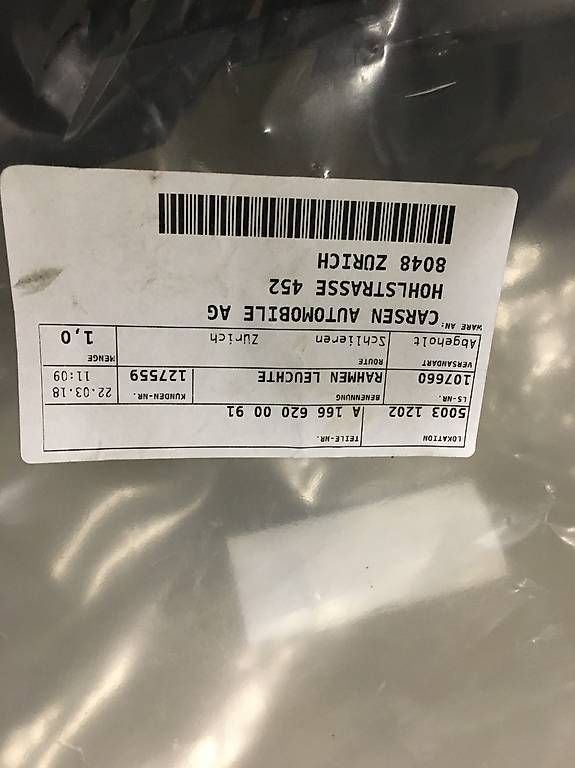 LOKATION TEILE-NR.
5003 1202 A 166 620 00 91
LS-NR. BENENNUNG KUNDEN-NR. 22.03.18
107660 RAHMEN LEUCHTE 127559 11:09
VERSANDART ROUTE MENGE
Abgeholt Schlieren Zürich 1,0
WARE AN:
CARSEN AUTOMOBILE AG
HOHLSTRASSE 452
8048 ZÜRICH